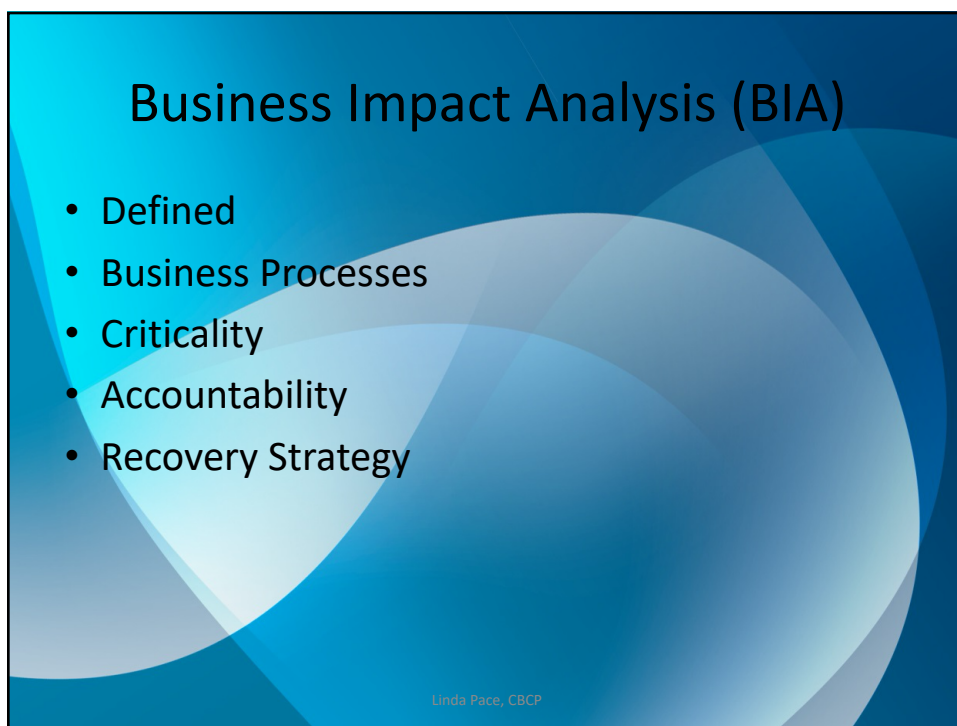 Business Impact Analysis (BIA)
• Defined
• Business Processes
• Criticality
• Accountability
• Recovery Strategy
Linda Pace, CBCP